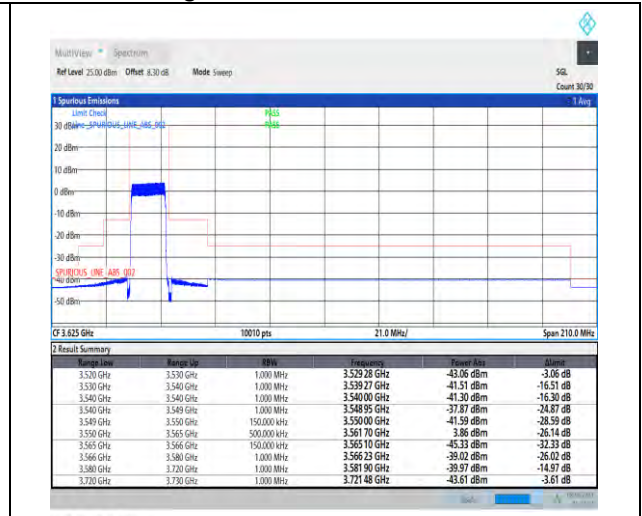 MultiView Spectrum
Ref Level 25.00 dBm Offset 8.30 dB Mode Sweep SGL
Count 30/30
1 Spurious Emissions 1 Avg
Limit Check PASS
30 dBm Line _SPURIOUS_LINE_ABS_002 PASS
20 dBm
10 dBm
0 dBm
-10 dBm
-20 dBm
-30 dBm
SPURIOUS_LINE_ABS_002
-40 dBm
-50 dBm
CF 3.625 GHz 10010 pts 21.0 MHz/ Span 210.0 MHz
2 Result Summary
Range Low Range Up RBW Frequency Power Abs ΔLimit
3.520 GHz 3.530 GHz 1.000 MHz 3.529 28 GHz -43.06 dBm -3.06 dB
3.530 GHz 3.540 GHz 1.000 MHz 3.539 27 GHz -41.51 dBm -16.51 dB
3.540 GHz 3.540 GHz 1.000 MHz 3.540 00 GHz -41.30 dBm -16.30 dB
3.540 GHz 3.549 GHz 1.000 MHz 3.548 95 GHz -37.87 dBm -24.87 dB
3.549 GHz 3.550 GHz 150.000 kHz 3.550 00 GHz -41.59 dBm -28.59 dB
3.550 GHz 3.565 GHz 500.000 kHz 3.561 70 GHz 3.86 dBm -26.14 dB
3.565 GHz 3.566 GHz 150.000 kHz 3.565 10 GHz -45.33 dBm -32.33 dB
3.566 GHz 3.580 GHz 1.000 MHz 3.566 23 GHz -39.02 dBm -26.02 dB
3.580 GHz 3.720 GHz 1.000 MHz 3.581 90 GHz -39.97 dBm -14.97 dB
3.720 GHz 3.730 GHz 1.000 MHz 3.721 48 GHz -43.61 dBm -3.61 dB